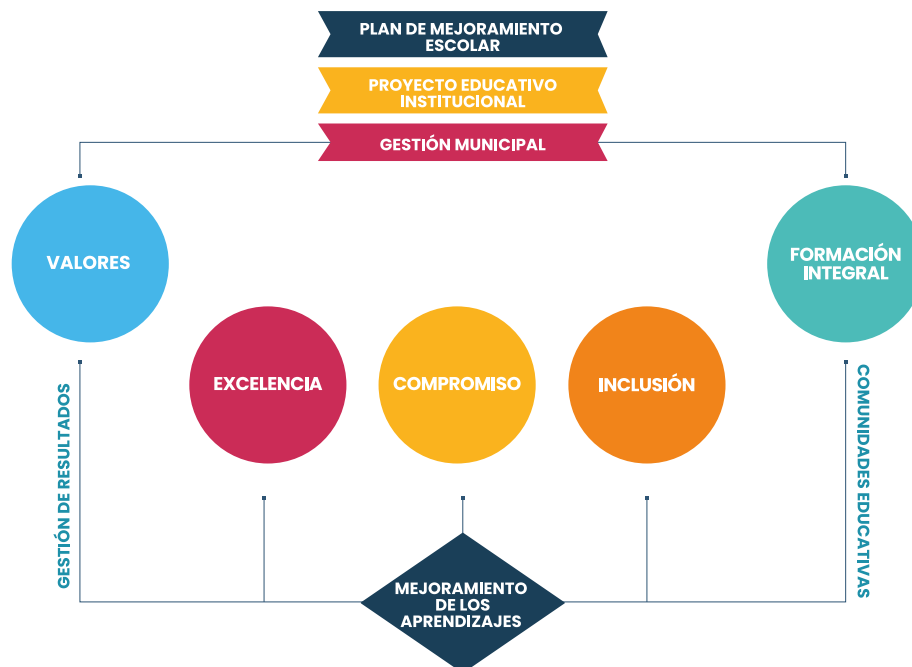 PLAN DE MEJORAMIENTO
ESCOLAR
PROYECTO EDUCATIVO
INSTITUCIONAL
GESTIÓN MUNICIPAL
VALORES
FORMACIÓN
INTEGRAL
EXCELENCIA
COMPROMISO
INCLUSIÓN
GESTIÓN DE RESULTADOS
COMUNIDADES EDUCATIVAS
MEJORAMIENTO
DE LOS
APRENDIZAJES